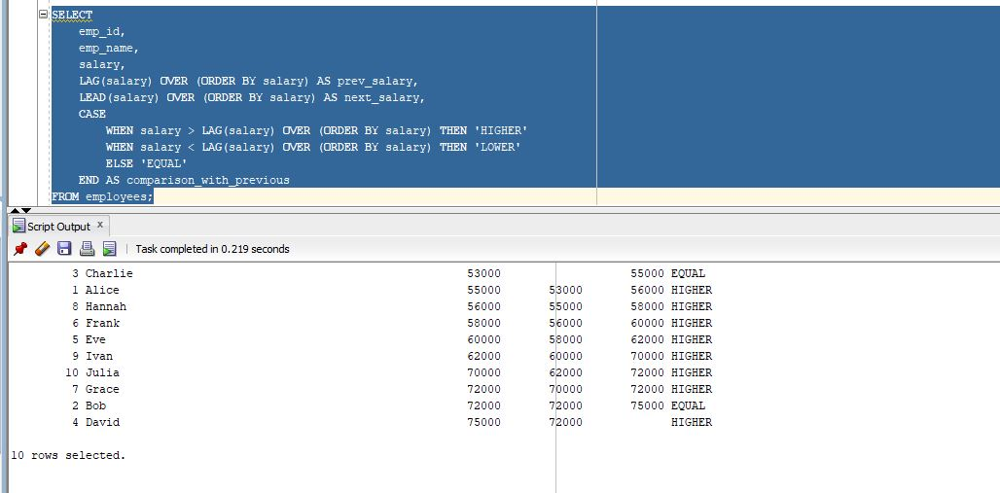 SELECT
emp_id,
emp_name,
salary,
LAG(salary) OVER (ORDER BY salary) AS prev_salary,
LEAD(salary) OVER (ORDER BY salary) AS next_salary,
CASE
WHEN salary > LAG(salary) OVER (ORDER BY salary) THEN 'HIGHER'
WHEN salary < LAG(salary) OVER (ORDER BY salary) THEN 'LOWER'
ELSE 'EQUAL'
END AS comparison_with_previous
FROM employees;
Script Output x
Task completed in 0.219 seconds
3 Charlie 53000 55000 EQUAL
1 Alice 55000 53000 56000 HIGHER
8 Hannah 56000 55000 58000 HIGHER
6 Frank 58000 56000 60000 HIGHER
5 Eve 60000 58000 62000 HIGHER
9 Ivan 62000 60000 70000 HIGHER
10 Julia 70000 62000 72000 HIGHER
7 Grace 72000 70000 72000 HIGHER
2 Bob 72000 72000 75000 EQUAL
4 David 75000 72000 HIGHER
10 rows selected.